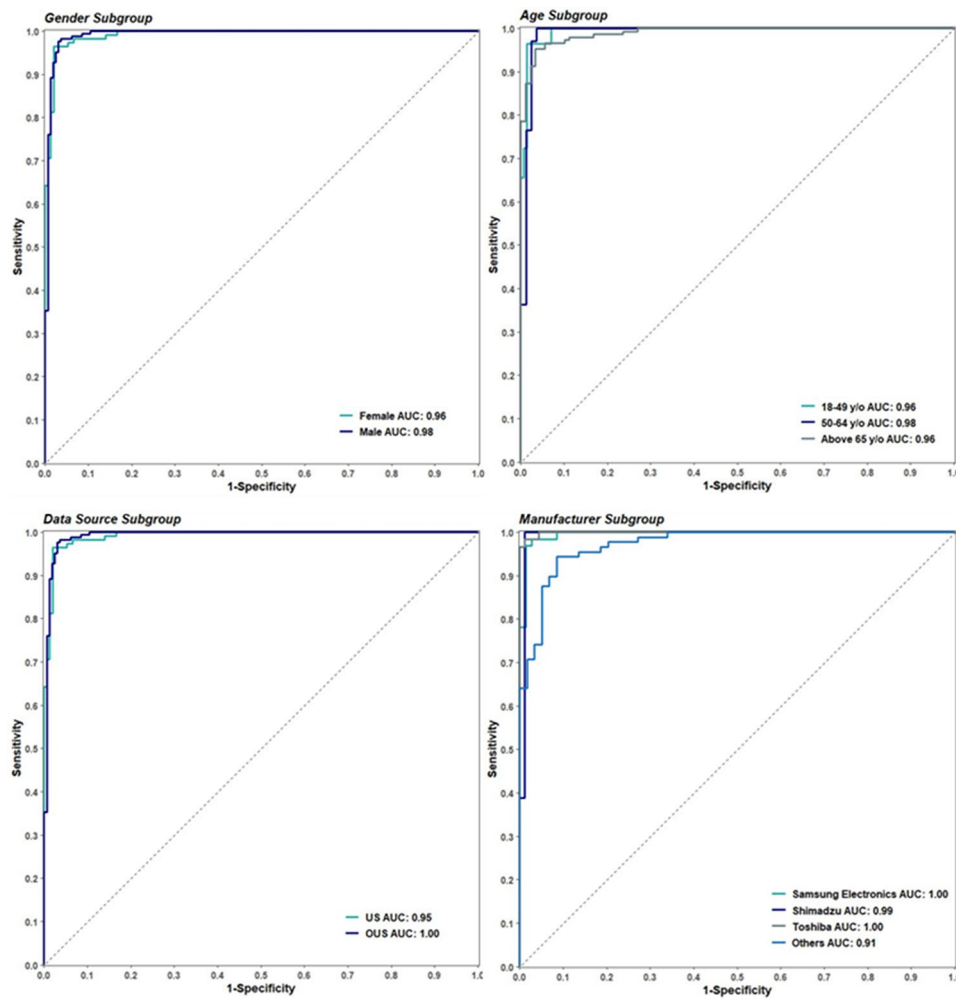 Gender Subgroup
1.0
0.9
0.8
0.7
0.6
0.5
0.4
0.3
0.2
0.1
0.0
Sensitivity
Female AUC: 0.96
Male AUC: 0.98
0.0 0.1 0.2 0.3 0.4 0.5 0.6 0.7 0.8 0.9 1.0
1-Specificity
Age Subgroup
1.0
0.9
0.8
0.7
0.6
0.5
0.4
0.3
0.2
0.1
0.0
Sensitivity
18-49 y/o AUC: 0.96
50-64 y/o AUC: 0.98
Above 65 y/o AUC: 0.96
0.0 0.1 0.2 0.3 0.4 0.5 0.6 0.7 0.8 0.9 1.0
1-Specificity
Data Source Subgroup
1.0
0.9
0.8
0.7
0.6
0.5
0.4
0.3
0.2
0.1
0.0
Sensitivity
US AUC: 0.95
OUS AUC: 1.00
0.0 0.1 0.2 0.3 0.4 0.5 0.6 0.7 0.8 0.9 1.0
1-Specificity
Manufacturer Subgroup
1.0
0.9
0.8
0.7
0.6
0.5
0.4
0.3
0.2
0.1
0.0
Sensitivity
Samsung Electronics AUC: 1.00
Shimadzu AUC: 0.99
Toshiba AUC: 1.00
Others AUC: 0.91
0.0 0.1 0.2 0.3 0.4 0.5 0.6 0.7 0.8 0.9 1.0
1-Specificity